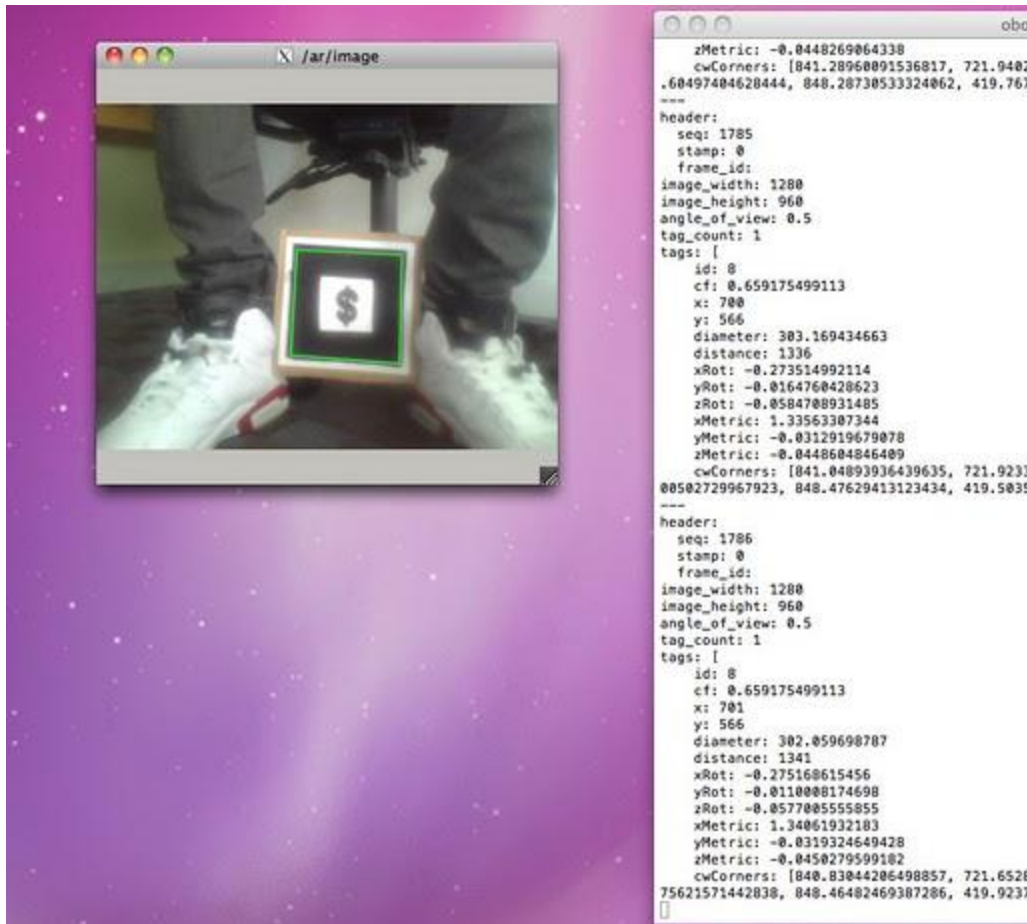 /ar/image
$
zMetric: -0.0448269064338
cwCorners: [841.28960091536817, 721.9402
.60497404628444, 848.28730533324062, 419.767
---
header:
seq: 1785
stamp: 0
frame_id:
image_width: 1280
image_height: 960
angle_of_view: 0.5
tag_count: 1
tags: [
id: 8
cf: 0.659175499113
x: 700
y: 566
diameter: 303.169434663
distance: 1336
xRot: -0.273514992114
yRot: -0.0164760428623
zRot: -0.0584708931485
xMetric: 1.33563307344
yMetric: -0.0312919679078
zMetric: -0.0448604846409
cwCorners: [841.04893936439635, 721.9233
00502729967923, 848.47629413123434, 419.5035
---
header:
seq: 1786
stamp: 0
frame_id:
image_width: 1280
image_height: 960
angle_of_view: 0.5
tag_count: 1
tags: [
id: 8
cf: 0.659175499113
x: 701
y: 566
diameter: 302.059698787
distance: 1341
xRot: -0.275168615456
yRot: -0.0110008174698
zRot: -0.0577005555855
xMetric: 1.34061932183
yMetric: -0.0319324649428
zMetric: -0.0450279599182
cwCorners: [840.83044206498857, 721.6528
75621571442838, 848.46482469387286, 419.9237